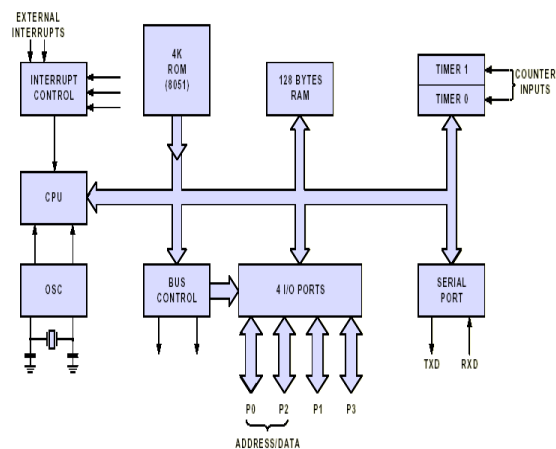 EXTERNAL
INTERRUPTS
INTERRUPT
CONTROL
4K
ROM
(8051)
128 BYTES
RAM
TIMER 1
TIMER 0
COUNTER
INPUTS
CPU
OSC
BUS
CONTROL
4 I/O PORTS
SERIAL
PORT
TXD RXD
P0 P2 P1 P3
ADDRESS/DATA